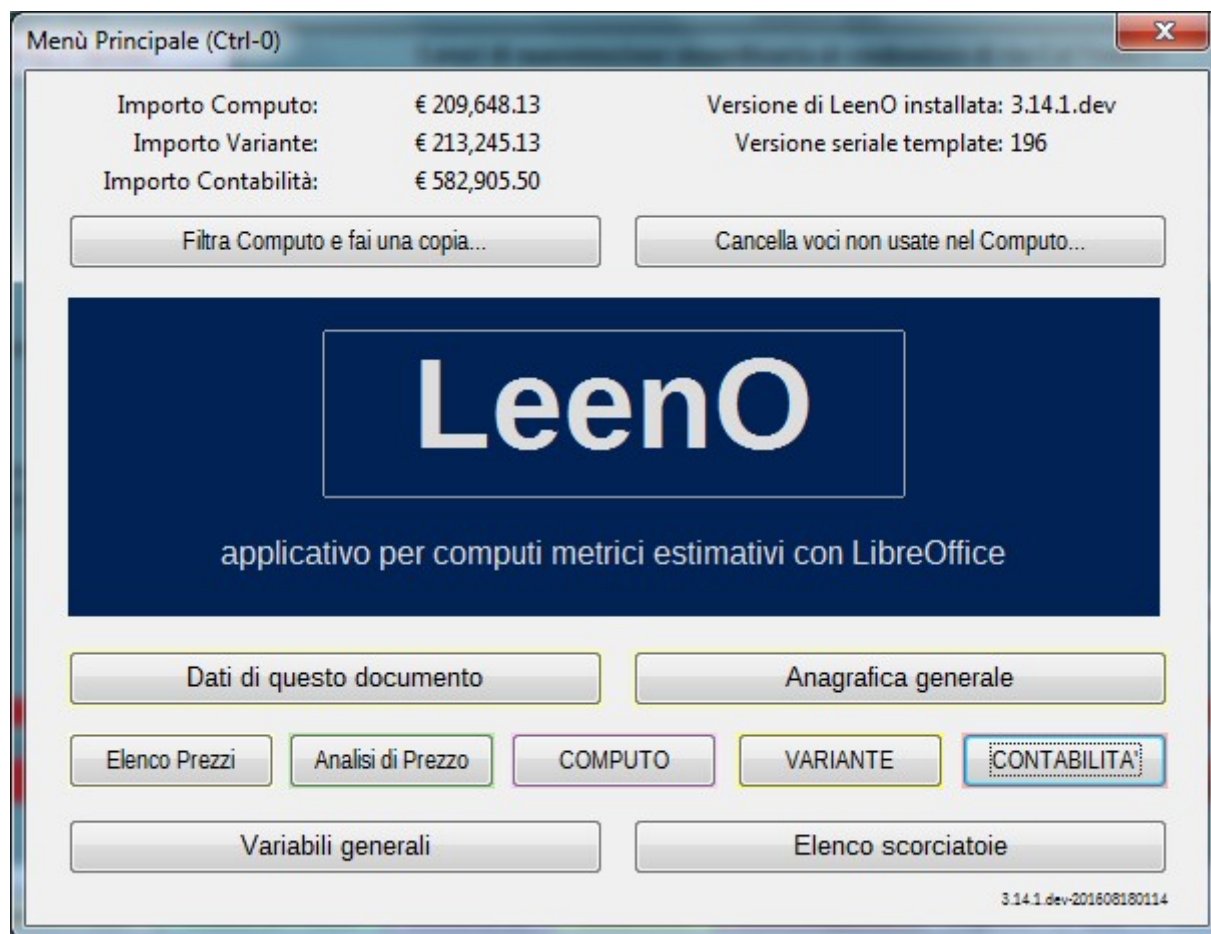 Menù Principale (Ctrl-0)
Importo Computo: € 209,648.13 Versione di LeenO installata: 3.14.1.dev
Importo Variante: € 213,245.13 Versione seriale template: 196
Importo Contabilità: € 582,905.50
Filtra Computo e fai una copia... Cancella voci non usate nel Computo...
LeenO
applicativo per computi metrici estimativi con LibreOffice
Dati di questo documento Anagrafica generale
Elenco Prezzi Analisi di Prezzo COMPUTO VARIANTE CONTABILITA'
Variabili generali Elenco scorciatoie
3.14.1.dev-201608180114